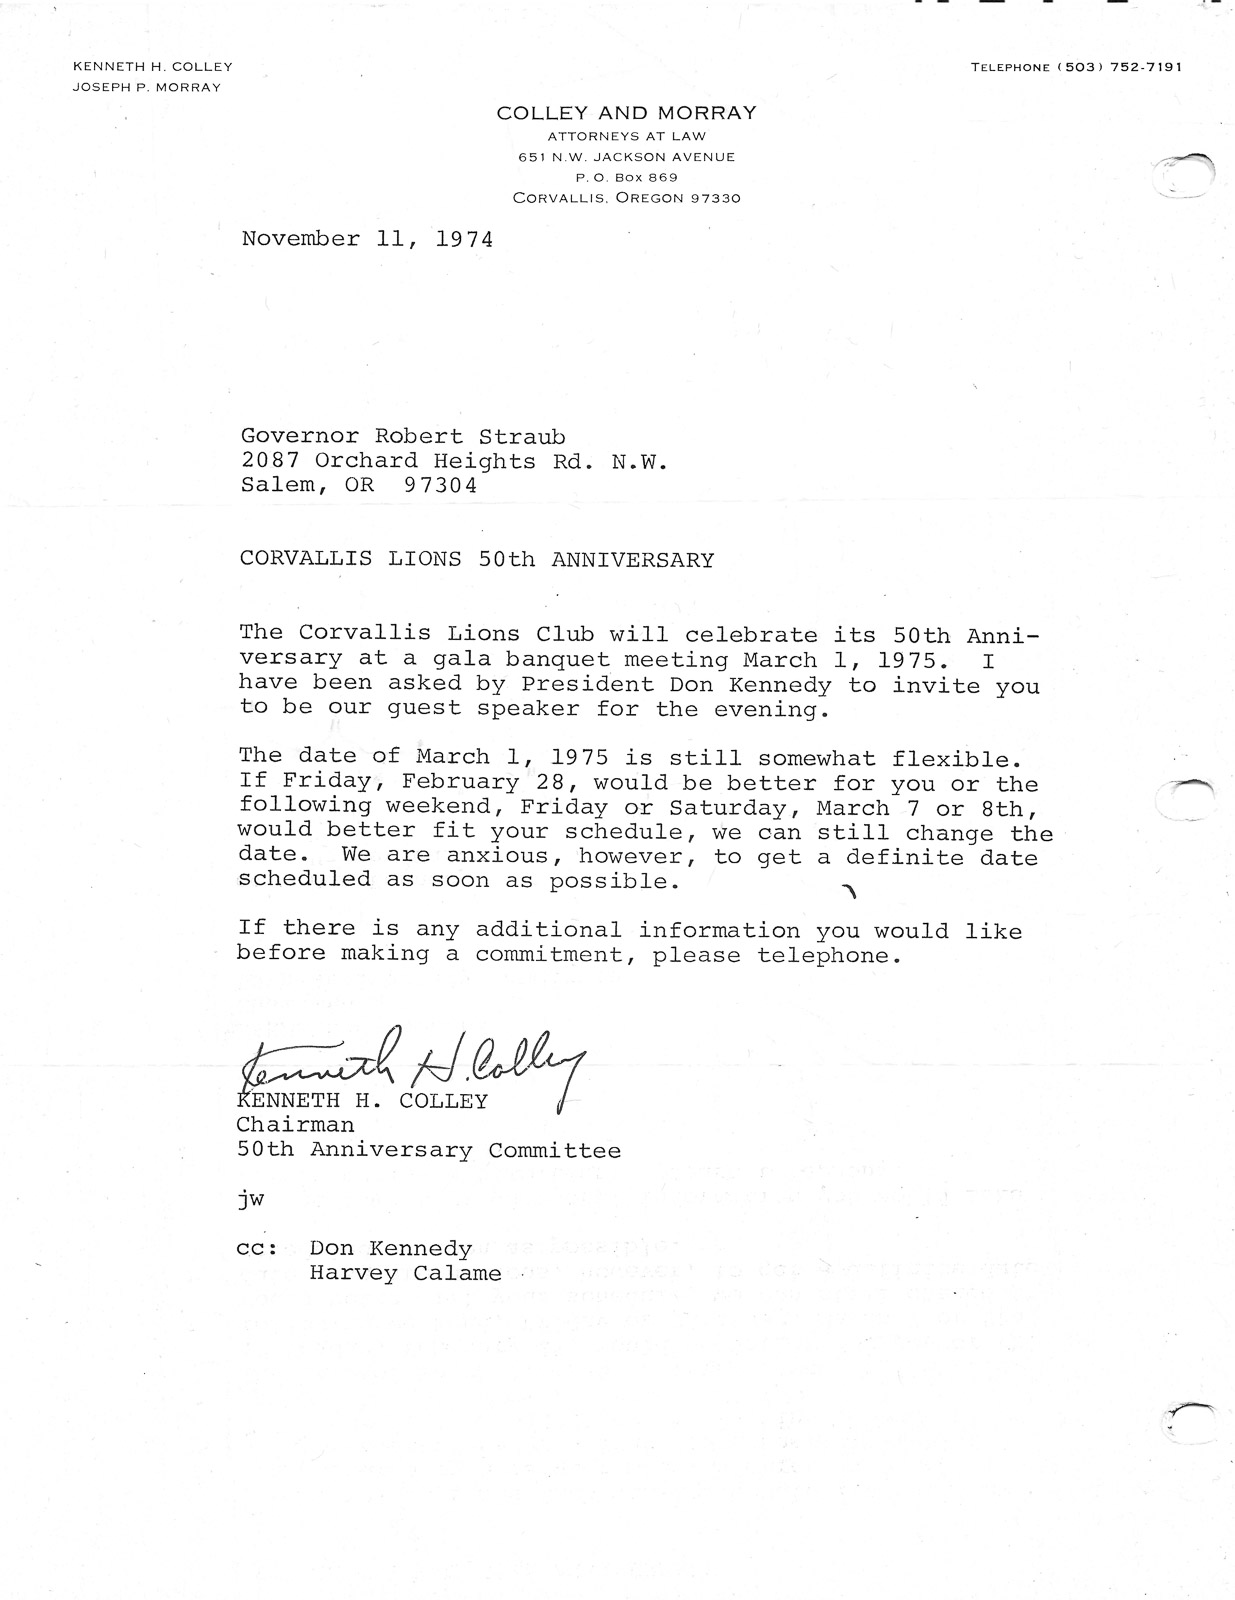 KENNETH H. COLLEY
JOSEPH P. MORRAY
TELEPHONE (503) 752-7191
COLLEY AND MORRAY
ATTORNEYS AT LAW
651 N.W. JACKSON AVENUE
P. O. Box 869
CORVALLIS, OREGON 97330
November 11, 1974
Governor Robert Straub
2087 Orchard Heights Rd. N.W.
Salem, OR  97304
CORVALLIS LIONS 50th ANNIVERSARY
The Corvallis Lions Club will celebrate its 50th Anni-
versary at a gala banquet meeting March 1, 1975.  I
have been asked by President Don Kennedy to invite you
to be our guest speaker for the evening.
The date of March 1, 1975 is still somewhat flexible.
If Friday, February 28, would be better for you or the
following weekend, Friday or Saturday, March 7 or 8th,
would better fit your schedule, we can still change the
date.  We are anxious, however, to get a definite date
scheduled as soon as possible.
If there is any additional information you would like
before making a commitment, please telephone.
Kenneth H. Colley
KENNETH H. COLLEY
Chairman
50th Anniversary Committee
jw
cc:  Don Kennedy
Harvey Calame